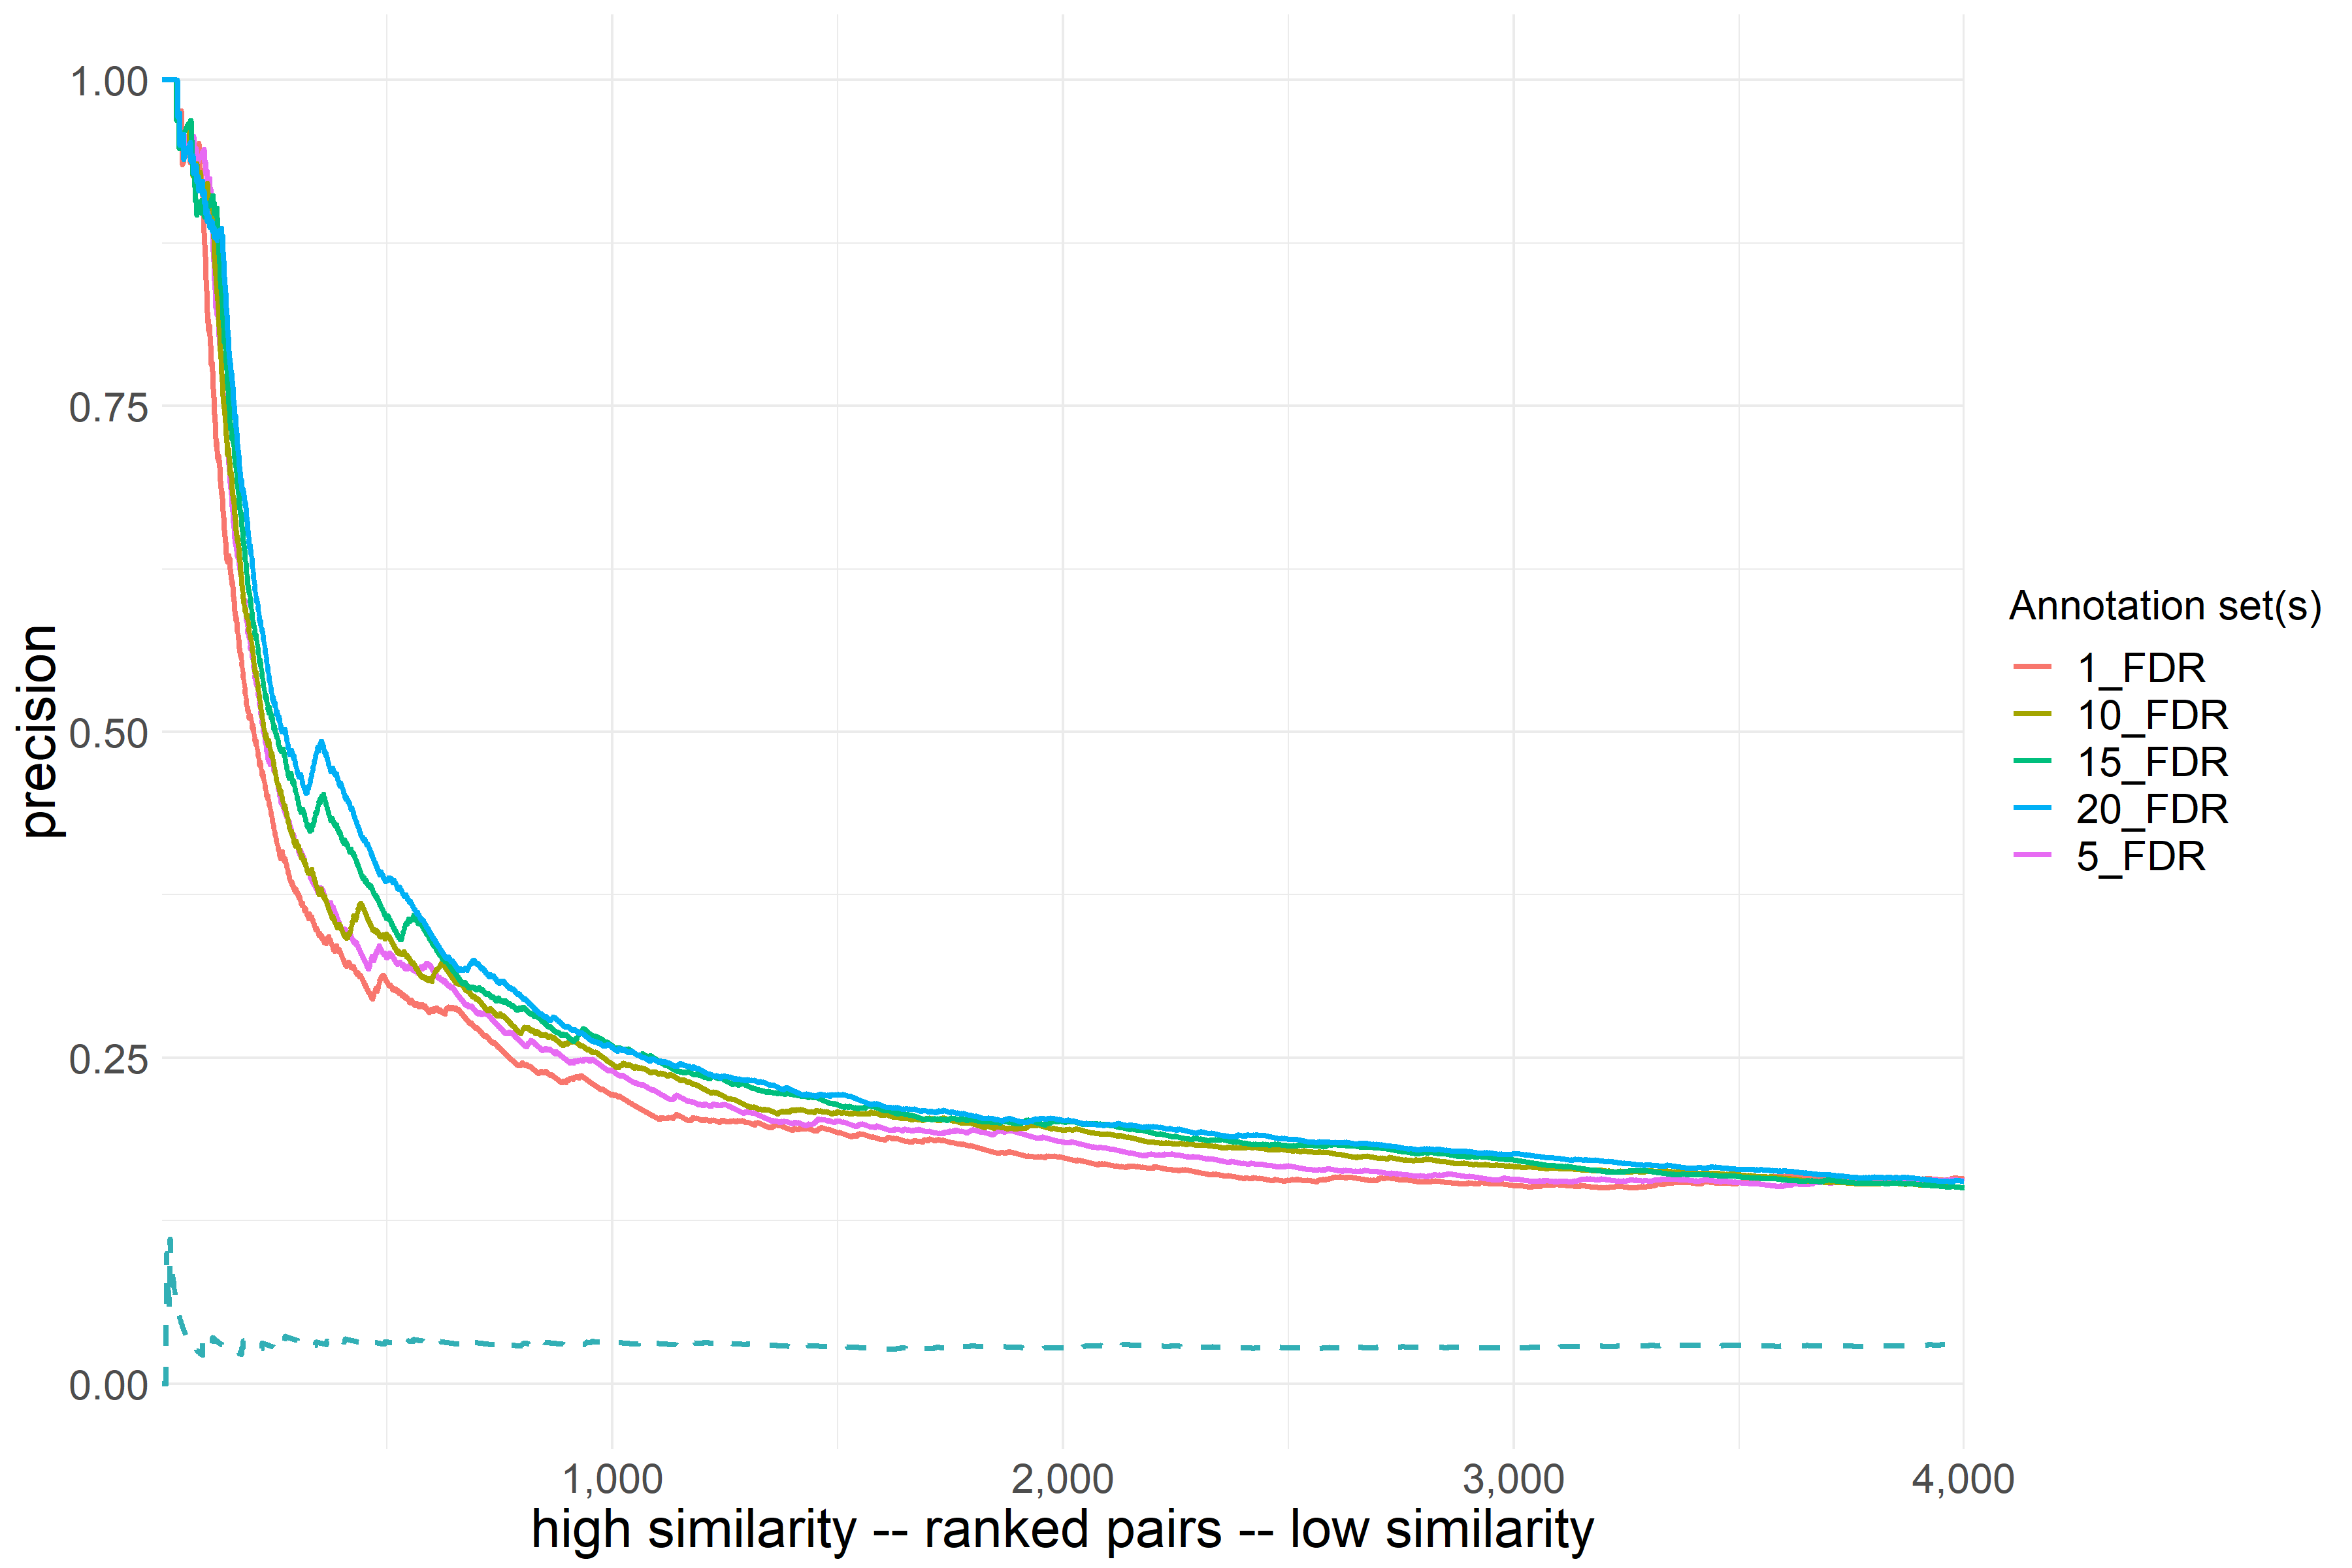 precision
1.00
0.75
0.50
0.25
0.00
1,000
2,000
3,000
4,000
high similarity -- ranked pairs -- low similarity
Annotation set(s)
1_FDR
10_FDR
15_FDR
20_FDR
5_FDR